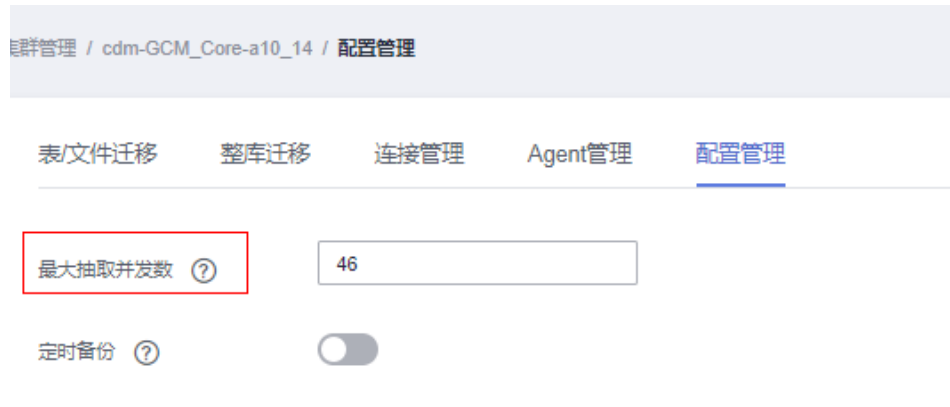 集群管理 / cdm-GCM_Core-a10_14 / 配置管理
表/文件迁移 整库迁移 连接管理 Agent管理 配置管理
最大抽取并发数 ? 46
定时备份 ?